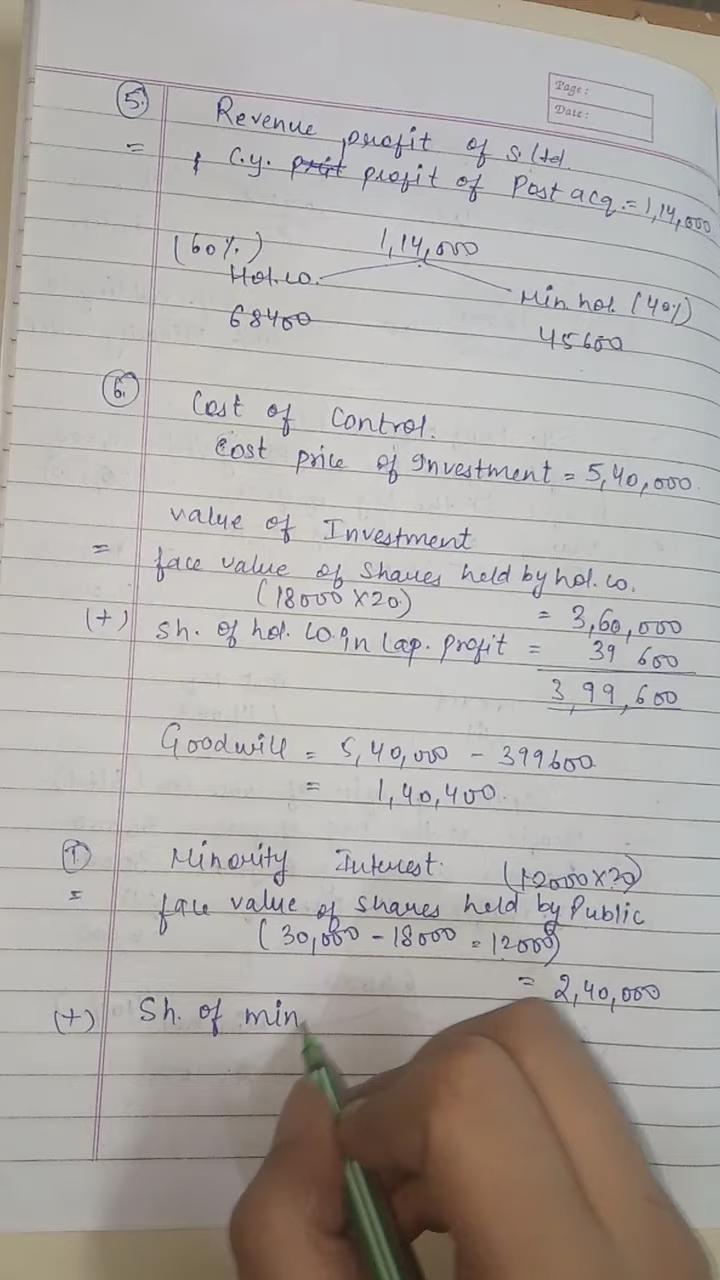 Page:
Date:
5.
Revenue profit of S. Ltd.
= C.y. profit of Post acq. = 1,14,000
(60%) 1,14,000
Hol. co. Min hol. (40%)
68400 45600
6.
Cost of Control.
Cost price of Investment = 5,40,000.
Value of Investment
= face value of shares held by hol. co.
(18000 X 20) = 3,60,000
(+) Sh. of hol. co. in Cap. profit = 39 600
3,99,600
Goodwill = 5,40,000 - 399600
= 1,40,400.
7 Minority Interest. (12000 X 20)
= face value of shares held by Public
(30,000 - 18000 = 12000)
= 2,40,000
(+) Sh. of min